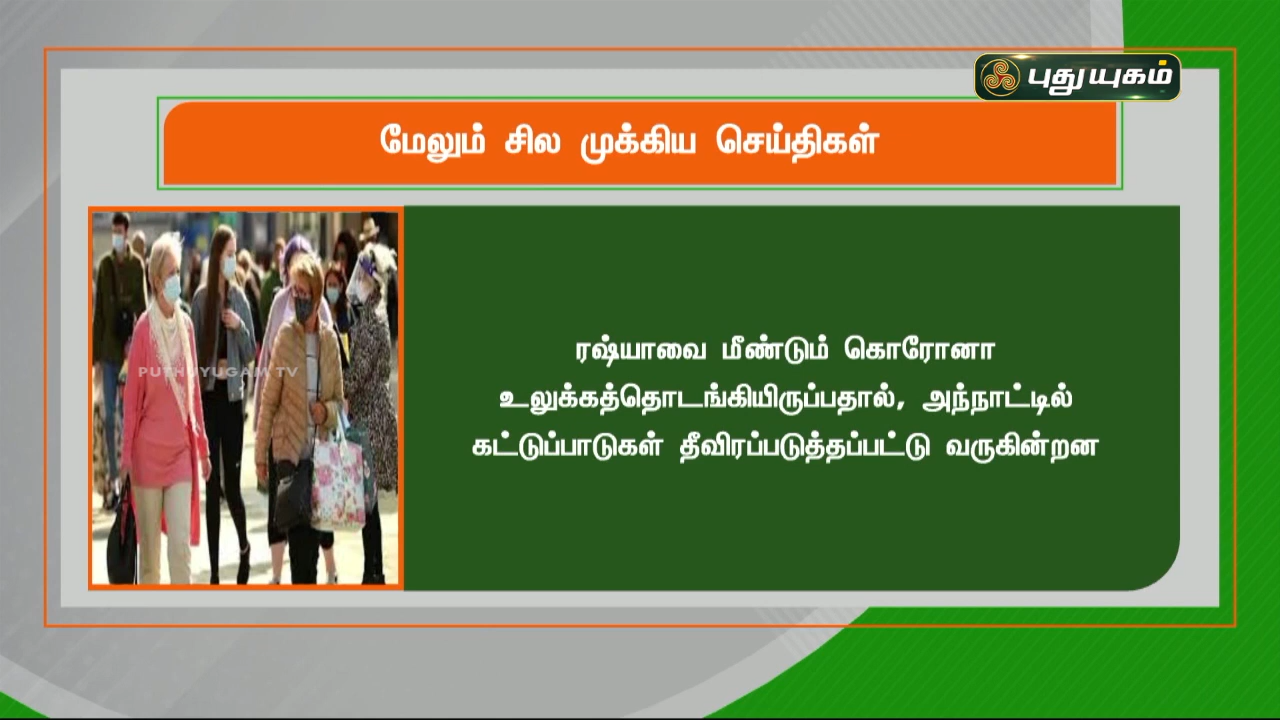 புதுயுகம்
மேலும் சில முக்கிய செய்திகள்
PUTHUYUGAM TV
ரஷ்யாவை மீண்டும் கொரோனா
உலுக்கத்தொடங்கியிருப்பதால், அந்நாட்டில்
கட்டுப்பாடுகள் தீவிரப்படுத்தப்பட்டு வருகின்றன